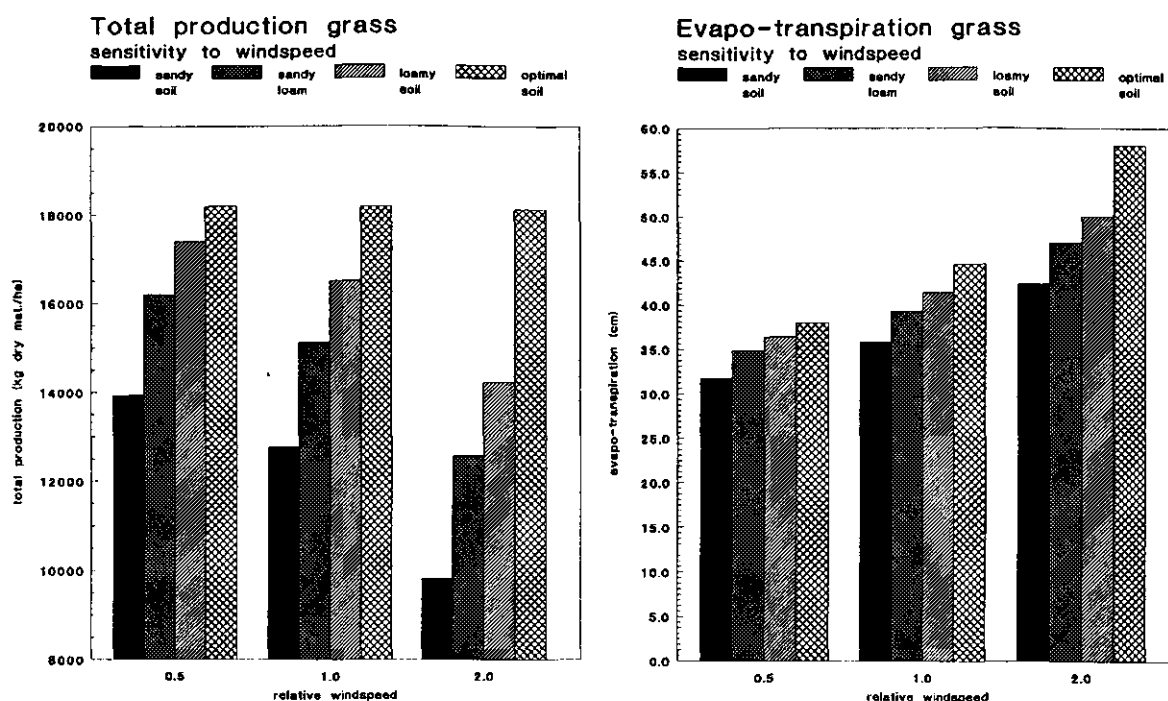 Total production grass
sensitivity to windspeed
sandy soil
sandy loam
loamy soil
optimal soil
20000
18000
16000
14000
12000
10000
8000
total production (kg dry mat./ha)
0.5 1.0 2.0
relative windspeed
Evapo-transpiration grass
sensitivity to windspeed
sandy soil
sandy loam
loamy soil
optimal soil
60.0
55.0
50.0
45.0
40.0
35.0
30.0
25.0
20.0
15.0
10.0
5.0
0.0
evapo-transpiration (cm)
0.5 1.0 2.0
relative windspeed